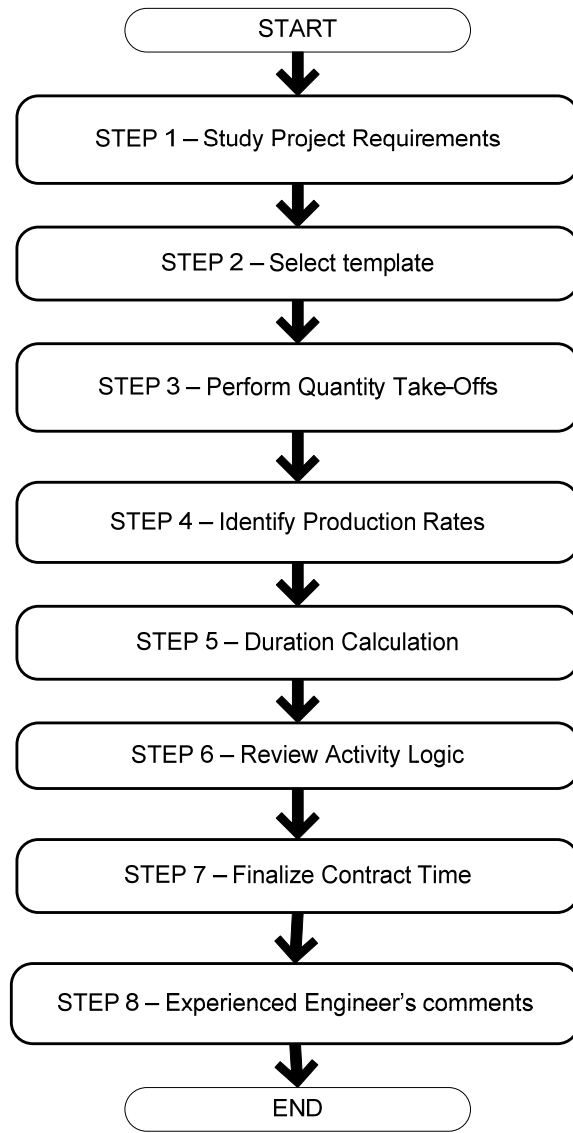 START
STEP 1 – Study Project Requirements
STEP 2 – Select template
STEP 3 – Perform Quantity Take-Offs
STEP 4 – Identify Production Rates
STEP 5 – Duration Calculation
STEP 6 – Review Activity Logic
STEP 7 – Finalize Contract Time
STEP 8 – Experienced Engineer's comments
END